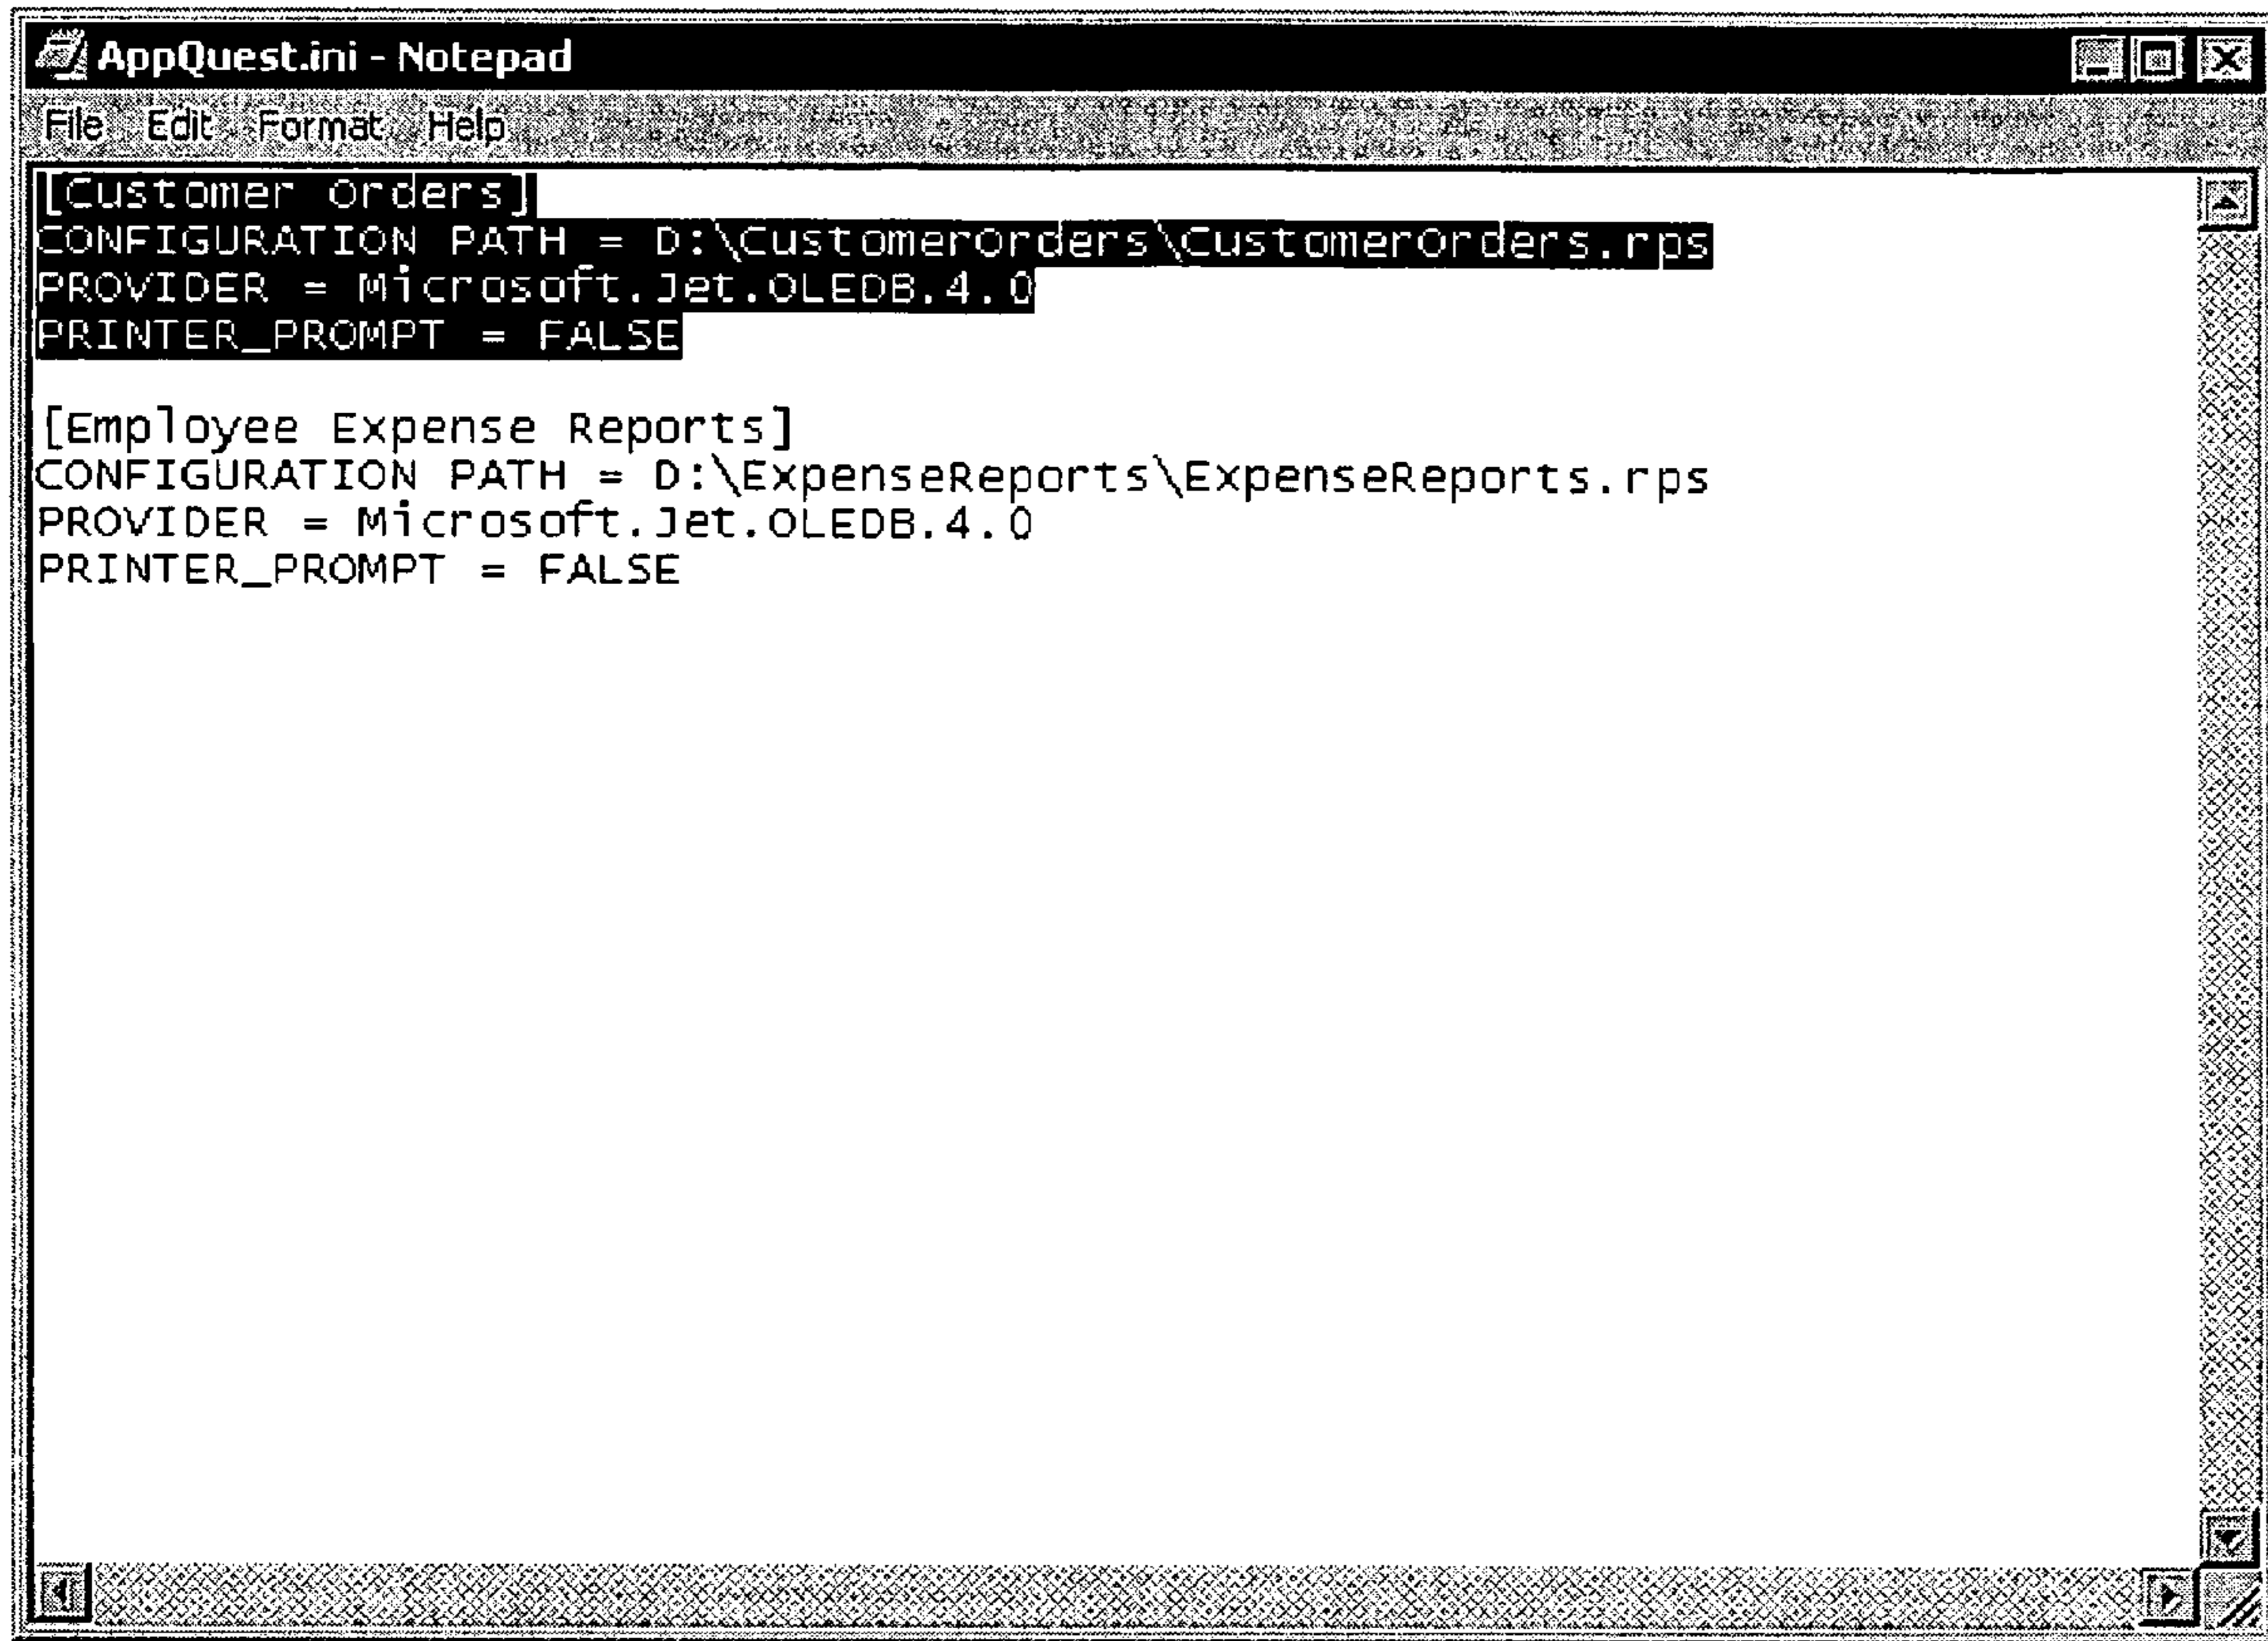 AppQuest.ini - Notepad
File Edit Format Help
[Customer Orders]
CONFIGURATION PATH = D:\CustomerOrders\CustomerOrders.rps
PROVIDER = Microsoft.Jet.OLEDB.4.0
PRINTER_PROMPT = FALSE
[Employee Expense Reports]
CONFIGURATION PATH = D:\ExpenseReports\ExpenseReports.rps
PROVIDER = Microsoft.Jet.OLEDB.4.0
PRINTER_PROMPT = FALSE